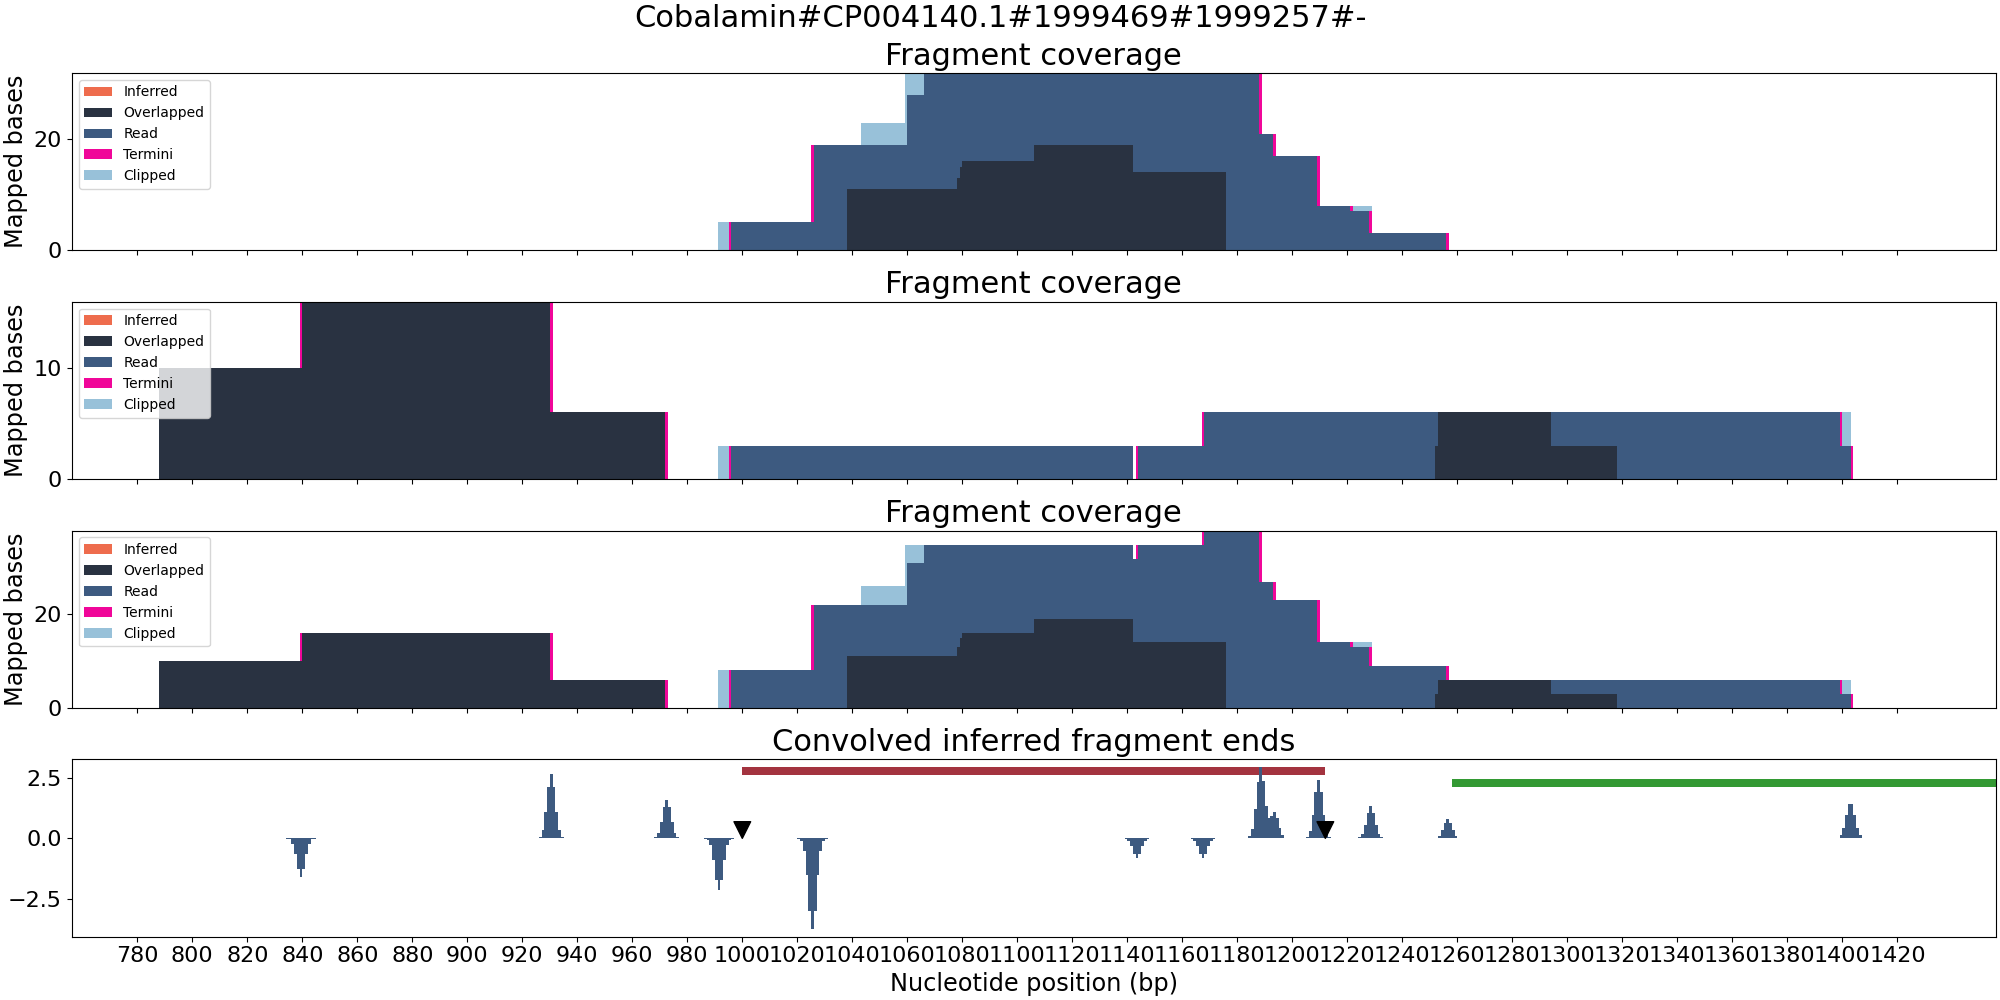 Cobalamin#CP004140.1#1999469#1999257#-
Fragment coverage
Mapped bases
20
0
Inferred
Overlapped
Read
Termini
Clipped
Fragment coverage
Mapped bases
10
0
Inferred
Overlapped
Read
Termini
Clipped
Fragment coverage
Mapped bases
20
0
Inferred
Overlapped
Read
Termini
Clipped
Convolved inferred fragment ends
2.5
0.0
−2.5
780 800 820 840 860 880 900 920 940 960 980 1000 1020 1040 1060 1080 1100 1120 1140 1160 1180 1200 1220 1240 1260 1280 1300 1320 1340 1360 1380 1400 1420
Nucleotide position (bp)